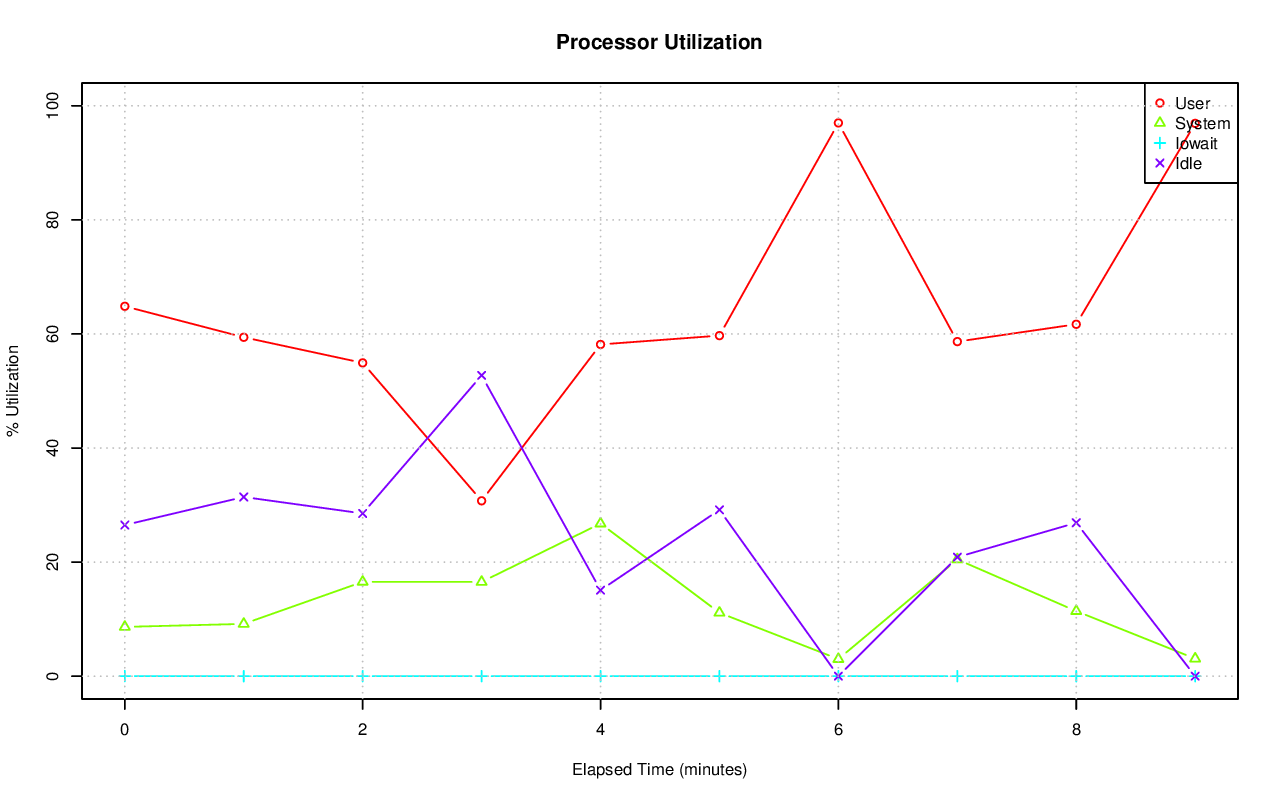 Processor Utilization
% Utilization
100
80
60
40
20
0
User
System
Iowait
Idle
0 2 4 6 8
Elapsed Time (minutes)